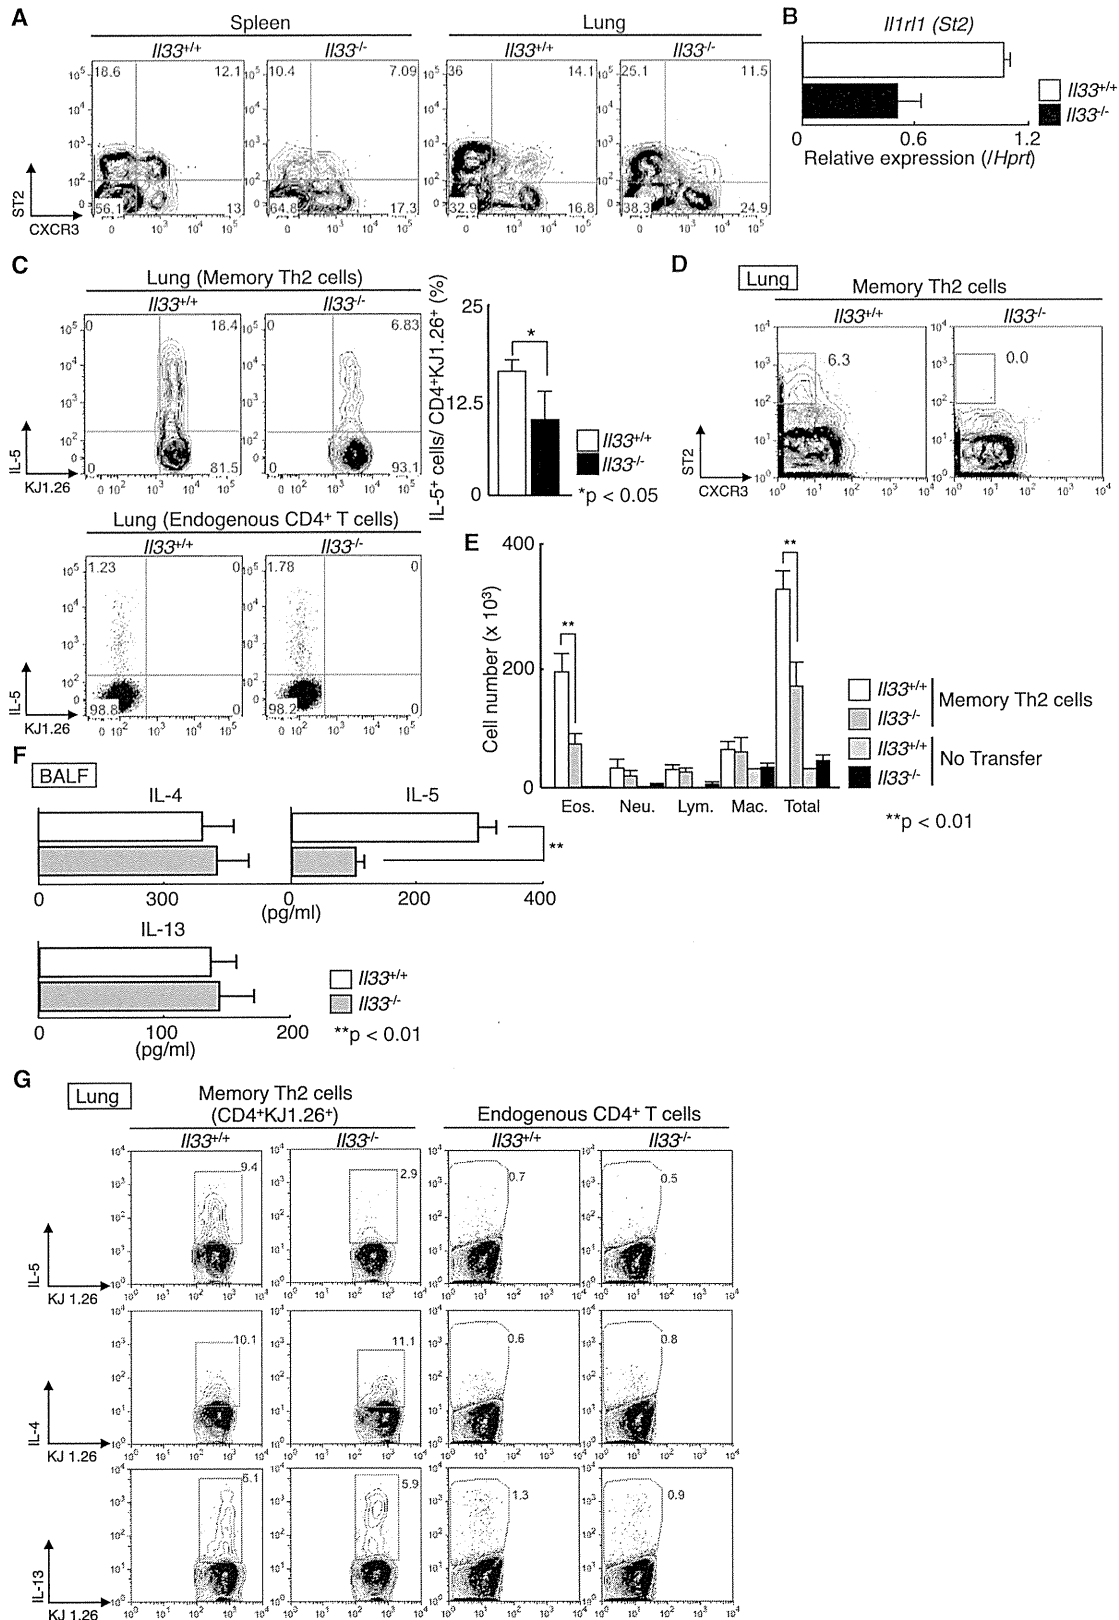 A
Spleen
Lung
Il33+/+
Il33-/-
Il33+/+
Il33-/-
18.6 12.1
10.4 7.09
36 14.1
25.1 11.5
56.1 13
64.8 17.3
32.9 16.8
38.3 24.9
ST2
CXCR3
B
Il1rl1 (St2)
Il33+/+
Il33-/-
0 0.6 1.2
Relative expression (/Hprt)
C
Lung (Memory Th2 cells)
Il33+/+
Il33-/-
0 18.4
0 6.83
0 81.5
0 93.1
IL-5
KJ1.26
IL-5+ cells/ CD4+KJ1.26+ (%)
25
12.5
0
*
Il33+/+
Il33-/-
*p < 0.05
Lung (Endogenous CD4+ T cells)
Il33+/+
Il33-/-
1.23 0
1.78 0
98.8 0
98.2 0
IL-5
KJ1.26
D
Lung
Memory Th2 cells
Il33+/+
Il33-/-
6.3
0.0
ST2
CXCR3
E
Cell number (x 10³)
400
200
0
**
**
Eos. Neu. Lym. Mac. Total
Il33+/+
Il33-/-
Memory Th2 cells
Il33+/+
Il33-/-
No Transfer
**p < 0.01
F
BALF
IL-4
0 300
IL-5
**
0 200 400
(pg/ml)
IL-13
0 100 200
(pg/ml)
Il33+/+
Il33-/-
**p < 0.01
G
Lung
Memory Th2 cells
(CD4+KJ1.26+)
Endogenous CD4+ T cells
Il33+/+
Il33-/-
Il33+/+
Il33-/-
9.4
2.9
0.7
0.5
IL-5
KJ 1.26
10.1
11.1
0.6
0.8
IL-4
KJ 1.26
5.9
1.3
0.9
IL-13
KJ 1.26